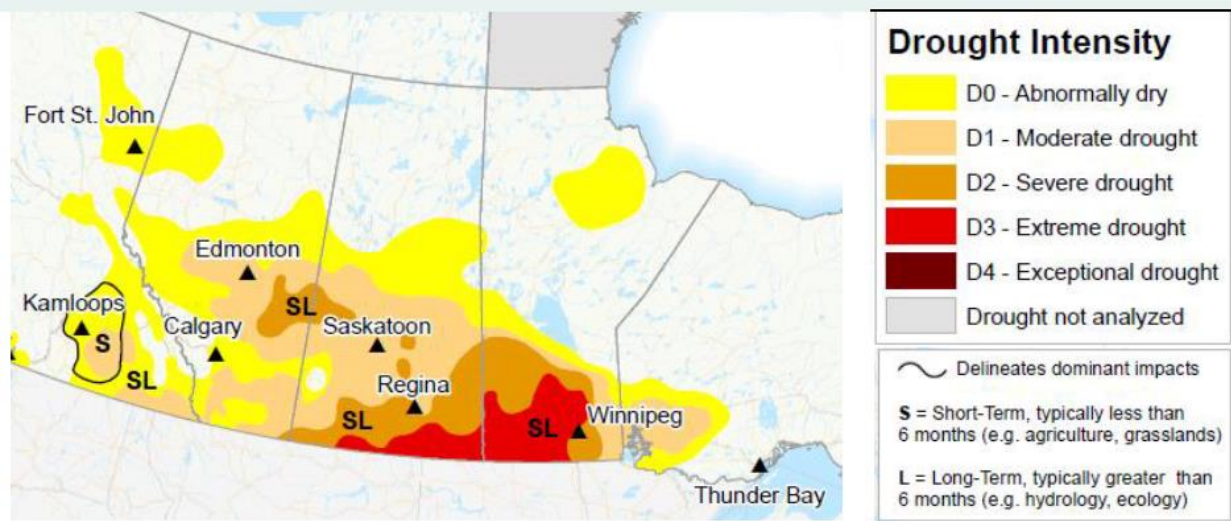 Fort St. John
Edmonton
SL
Kamloops
S
Calgary
Saskatoon
SL
Regina
SL
SL
Winnipeg
Thunder Bay
Drought Intensity
D0 - Abnormally dry
D1 - Moderate drought
D2 - Severe drought
D3 - Extreme drought
D4 - Exceptional drought
Drought not analyzed
Delineates dominant impacts
S = Short-Term, typically less than
6 months (e.g. agriculture, grasslands)
L = Long-Term, typically greater than
6 months (e.g. hydrology, ecology)